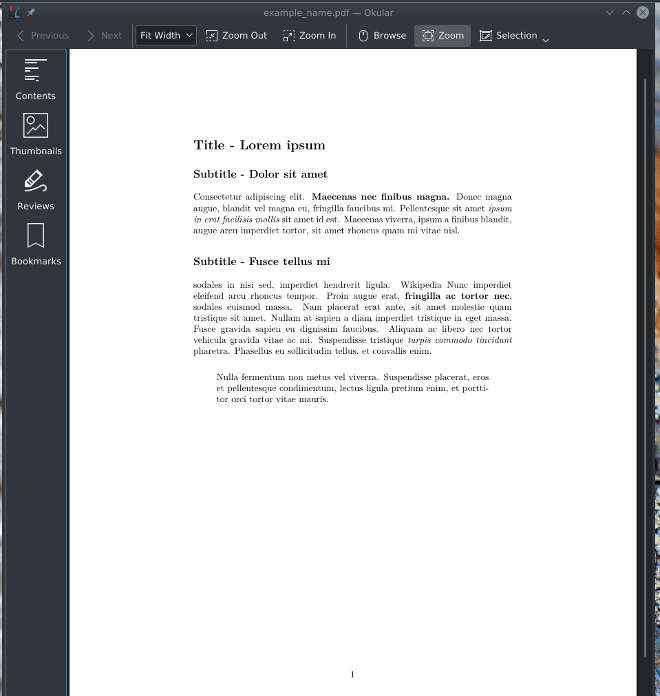 example_name.pdf — Okular
Previous
Next
Fit Width
Zoom Out
Zoom In
Browse
Zoom
Selection
Contents
Thumbnails
Reviews
Bookmarks
Title - Lorem ipsum
Subtitle - Dolor sit amet
Consectetur adipiscing elit. Maecenas nec finibus magna. Donec magna
augue, blandit vel magna eu, fringilla faucibus mi. Pellentesque sit amet ipsum
in erat facilisis mollis sit amet id est. Maecenas viverra, ipsum a finibus blandit,
augue arcu imperdiet tortor, sit amet rhoncus quam mi vitae nisl.
Subtitle - Fusce tellus mi
sodales in nisi sed, imperdiet hendrerit ligula. Wikipedia Nunc imperdiet
eleifend arcu rhoncus tempor. Proin augue erat, fringilla ac tortor nec,
sodales euismod massa. Nam placerat erat ante, sit amet molestie quam
tristique sit amet. Nullam at sapien a diam imperdiet tristique in eget massa.
Fusce gravida sapien eu dignissim faucibus. Aliquam ac libero nec tortor
vehicula gravida vitae ac mi. Suspendisse tristique turpis commodo tincidunt
pharetra. Phasellus eu sollicitudin tellus, et convallis enim.
Nulla fermentum non metus vel viverra. Suspendisse placerat, eros
et pellentesque condimentum, lectus ligula pretium enim, et portti-
tor orci tortor vitae mauris.
1